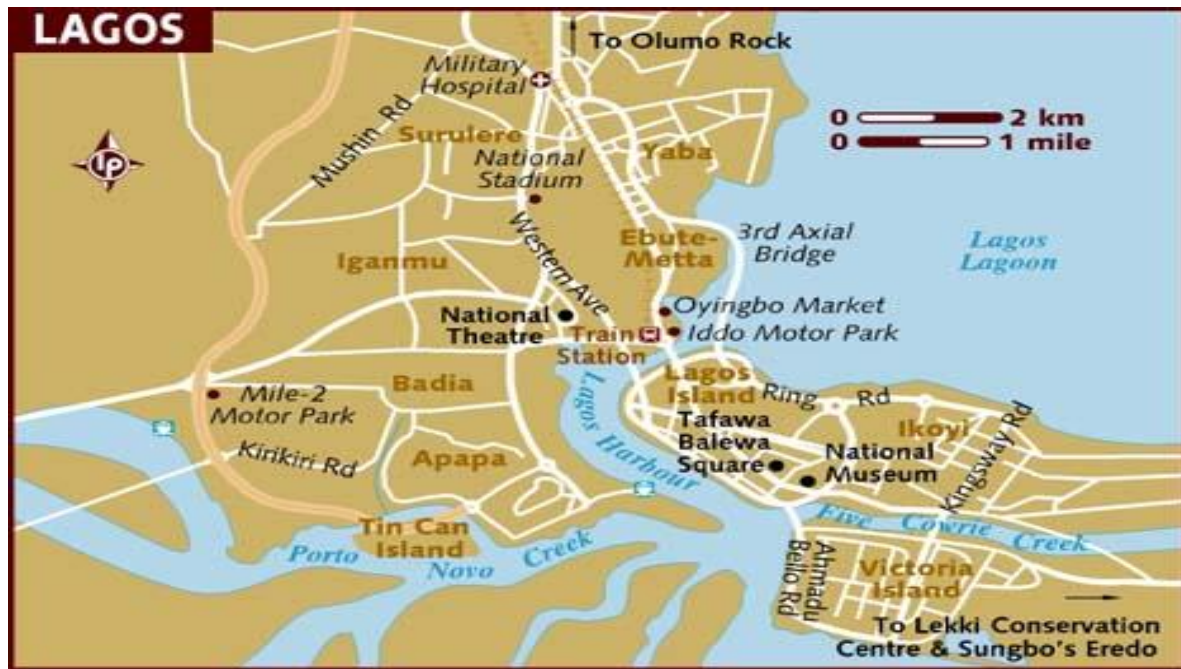 LAGOS
To Olumo Rock
Military
Hospital
0 2 km
0 1 mile
Mushin Rd
Surulere
National
Stadium
Yaba
lp
Western Ave
Ebute-
Metta
3rd Axial
Bridge
Lagos
Lagoon
Iganmu
National
Theatre
Oyingbo Market
Train
Station
Iddo Motor Park
Badia
Lagos
Island
Ring Rd
Mile-2
Motor Park
Lagos Harbour
Tafawa
Balewa
Square
Ikoyi
National
Museum
Kingsway Rd
Kirikiri Rd
Apapa
Tin Can
Island
Porto Novo Creek
Five Cowrie Creek
Ahmadu
Bello Rd
Victoria
Island
To Lekki Conservation
Centre & Sungbo's Eredo